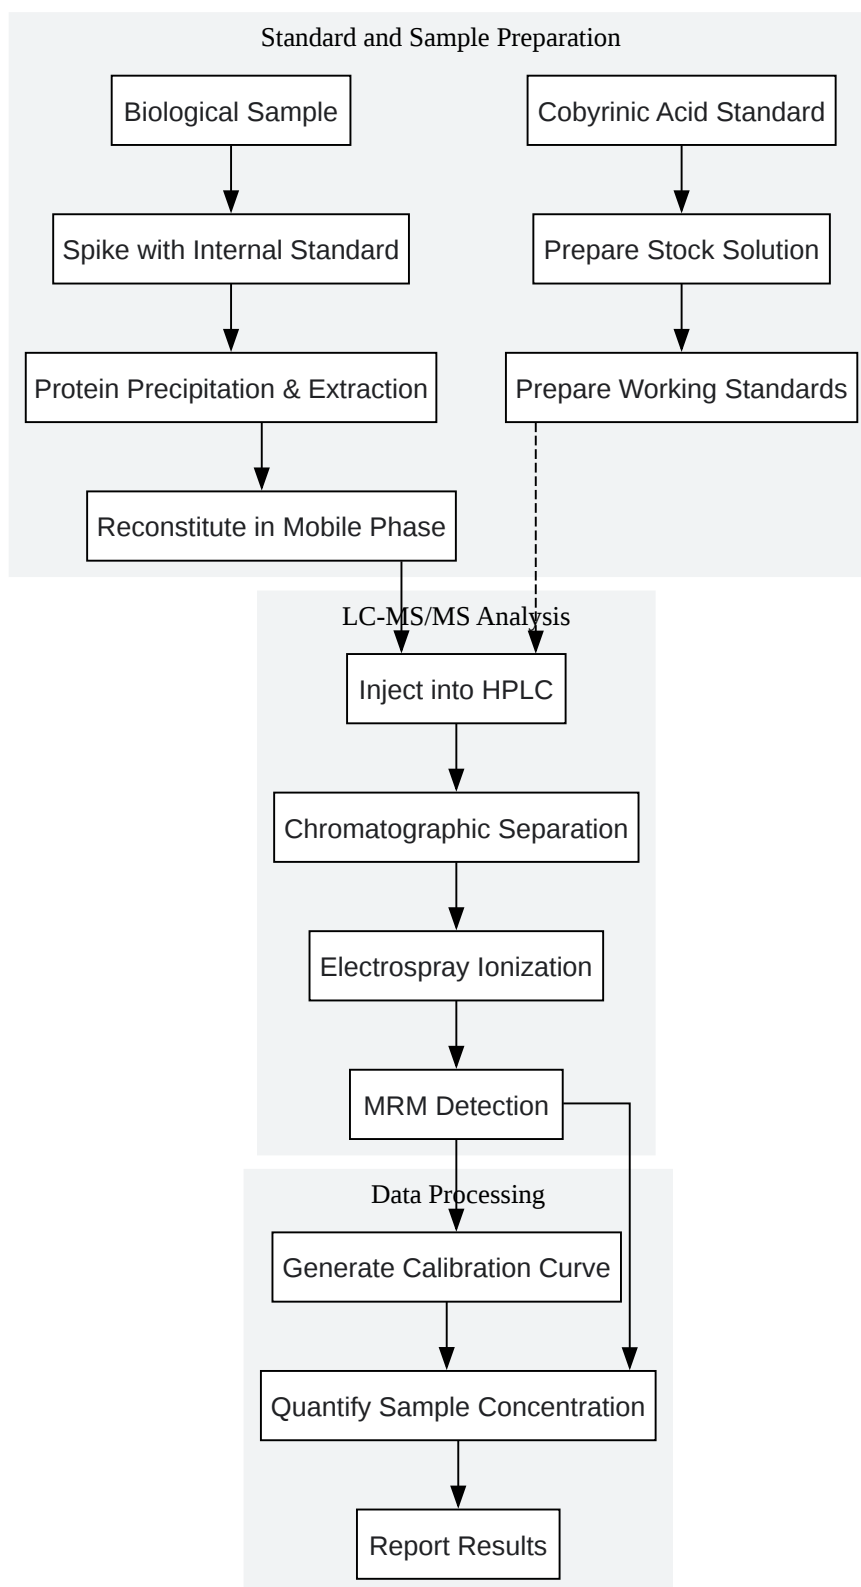 Standard and Sample Preparation
Biological Sample
Cobyrinic Acid Standard
Spike with Internal Standard
Prepare Stock Solution
Protein Precipitation & Extraction
Prepare Working Standards
Reconstitute in Mobile Phase
LC-MS/MS Analysis
Inject into HPLC
Chromatographic Separation
Electrospray Ionization
MRM Detection
Data Processing
Generate Calibration Curve
Quantify Sample Concentration
Report Results